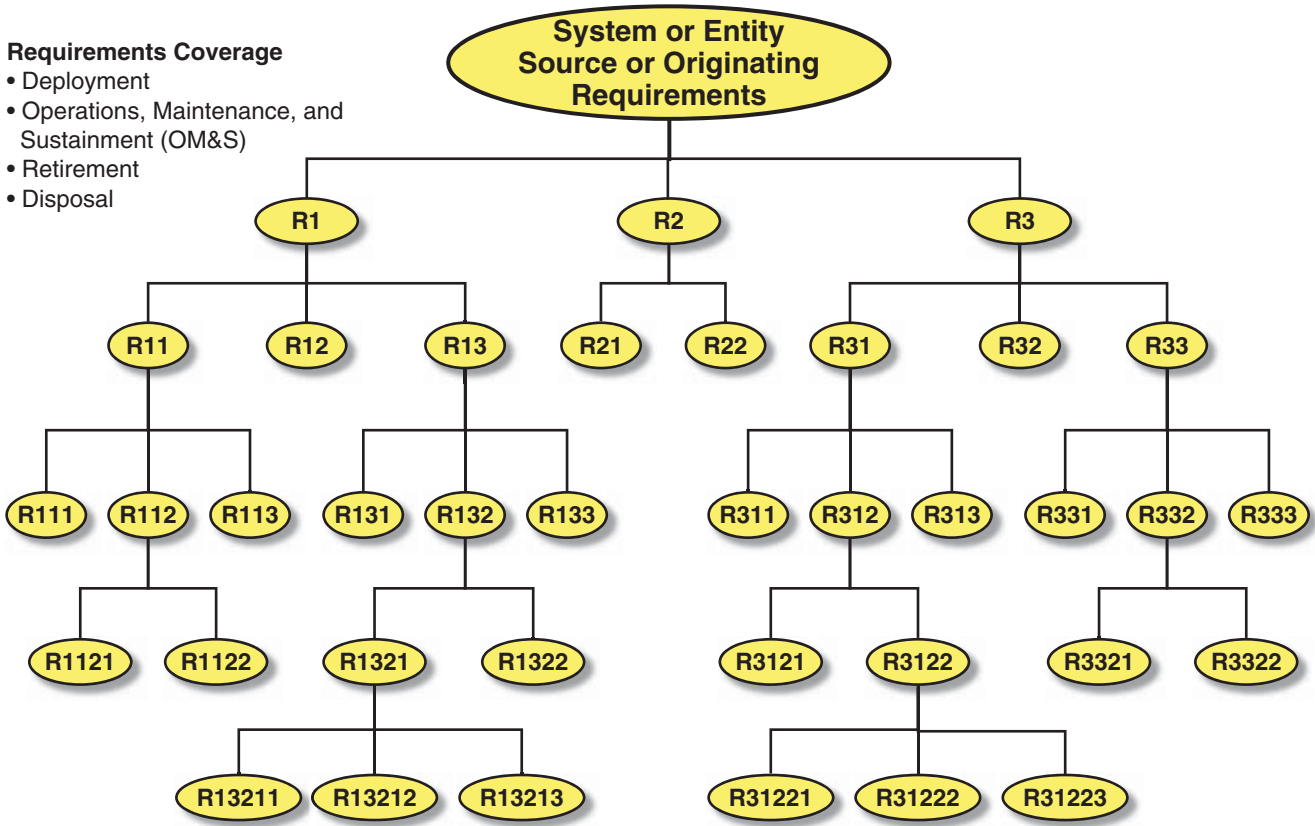 Requirements Coverage
• Deployment
• Operations, Maintenance, and
Sustainment (OM&S)
• Retirement
• Disposal
System or Entity
Source or Originating
Requirements
R1 R2 R3
R11 R12 R13 R21 R22 R31 R32 R33
R111 R112 R113 R131 R132 R133 R311 R312 R313 R331 R332 R333
R1121 R1122 R1321 R1322 R3121 R3122 R3321 R3322
R13211 R13212 R13213 R31221 R31222 R31223